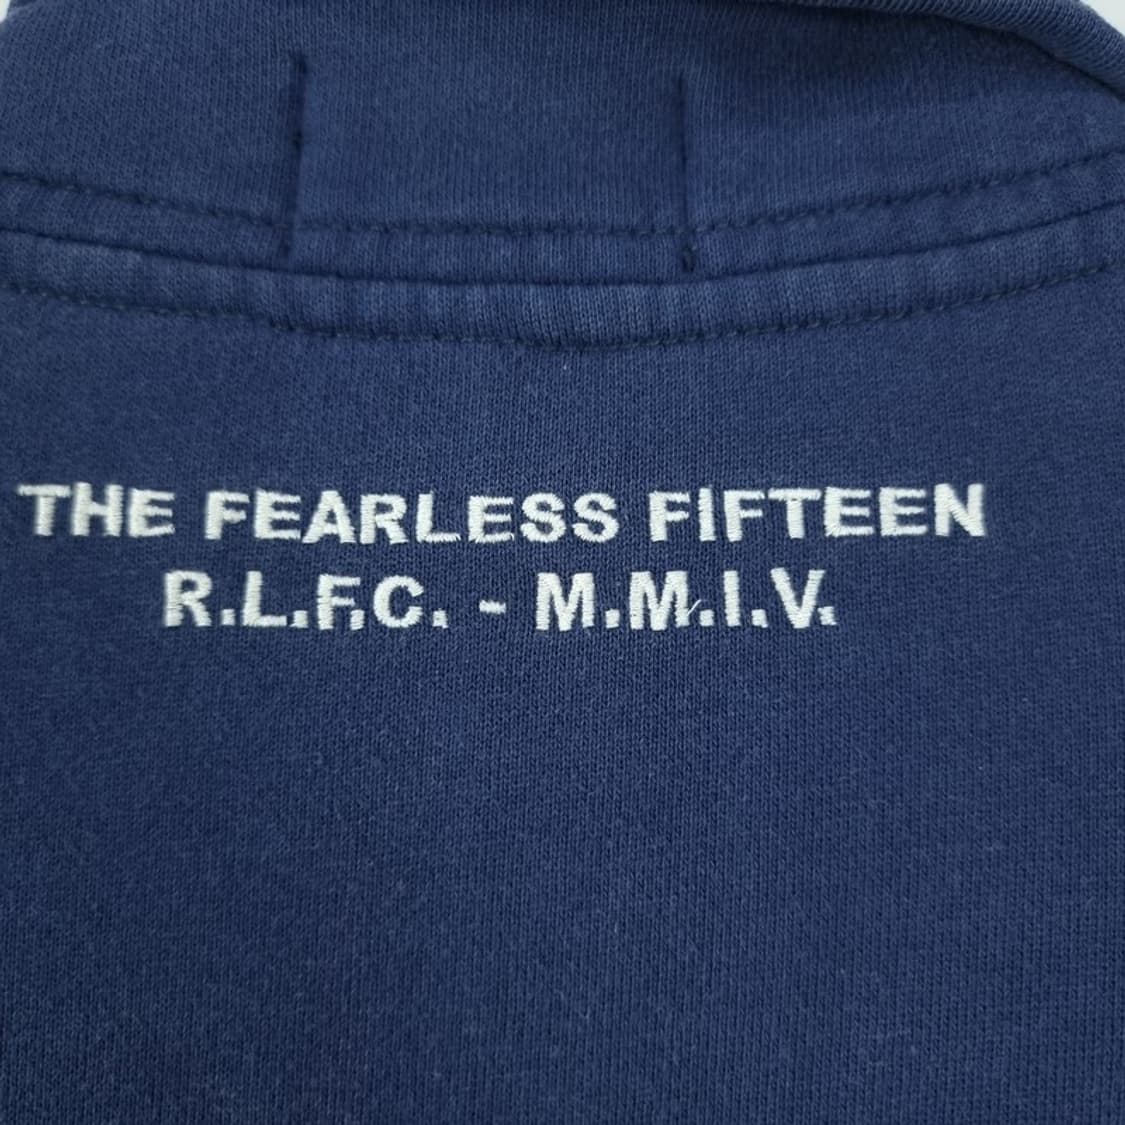 THE FEARLESS FIFTEEN
R.L.F.C. - M.M.I.V.